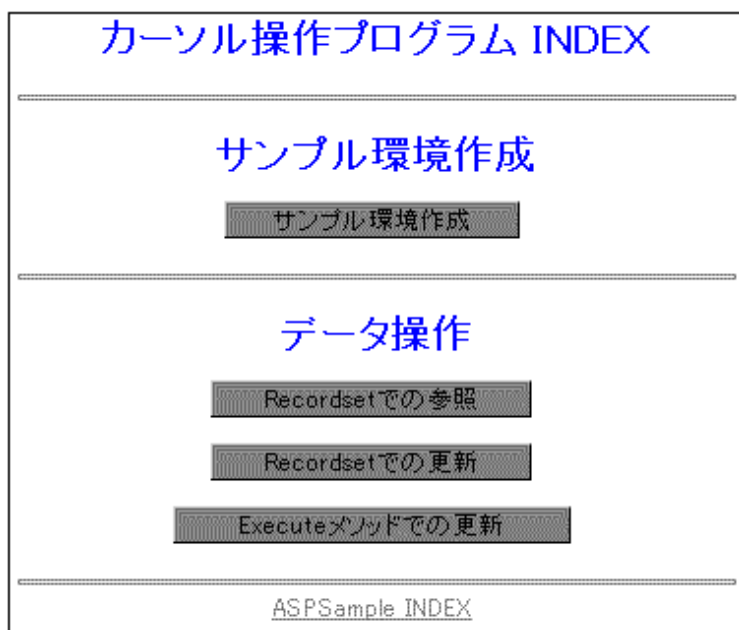 カーソル操作プログラム INDEX
サンプル環境作成
サンプル環境作成
データ操作
Recordsetでの参照
Recordsetでの更新
Executeメソッドでの更新
ASPSample INDEX